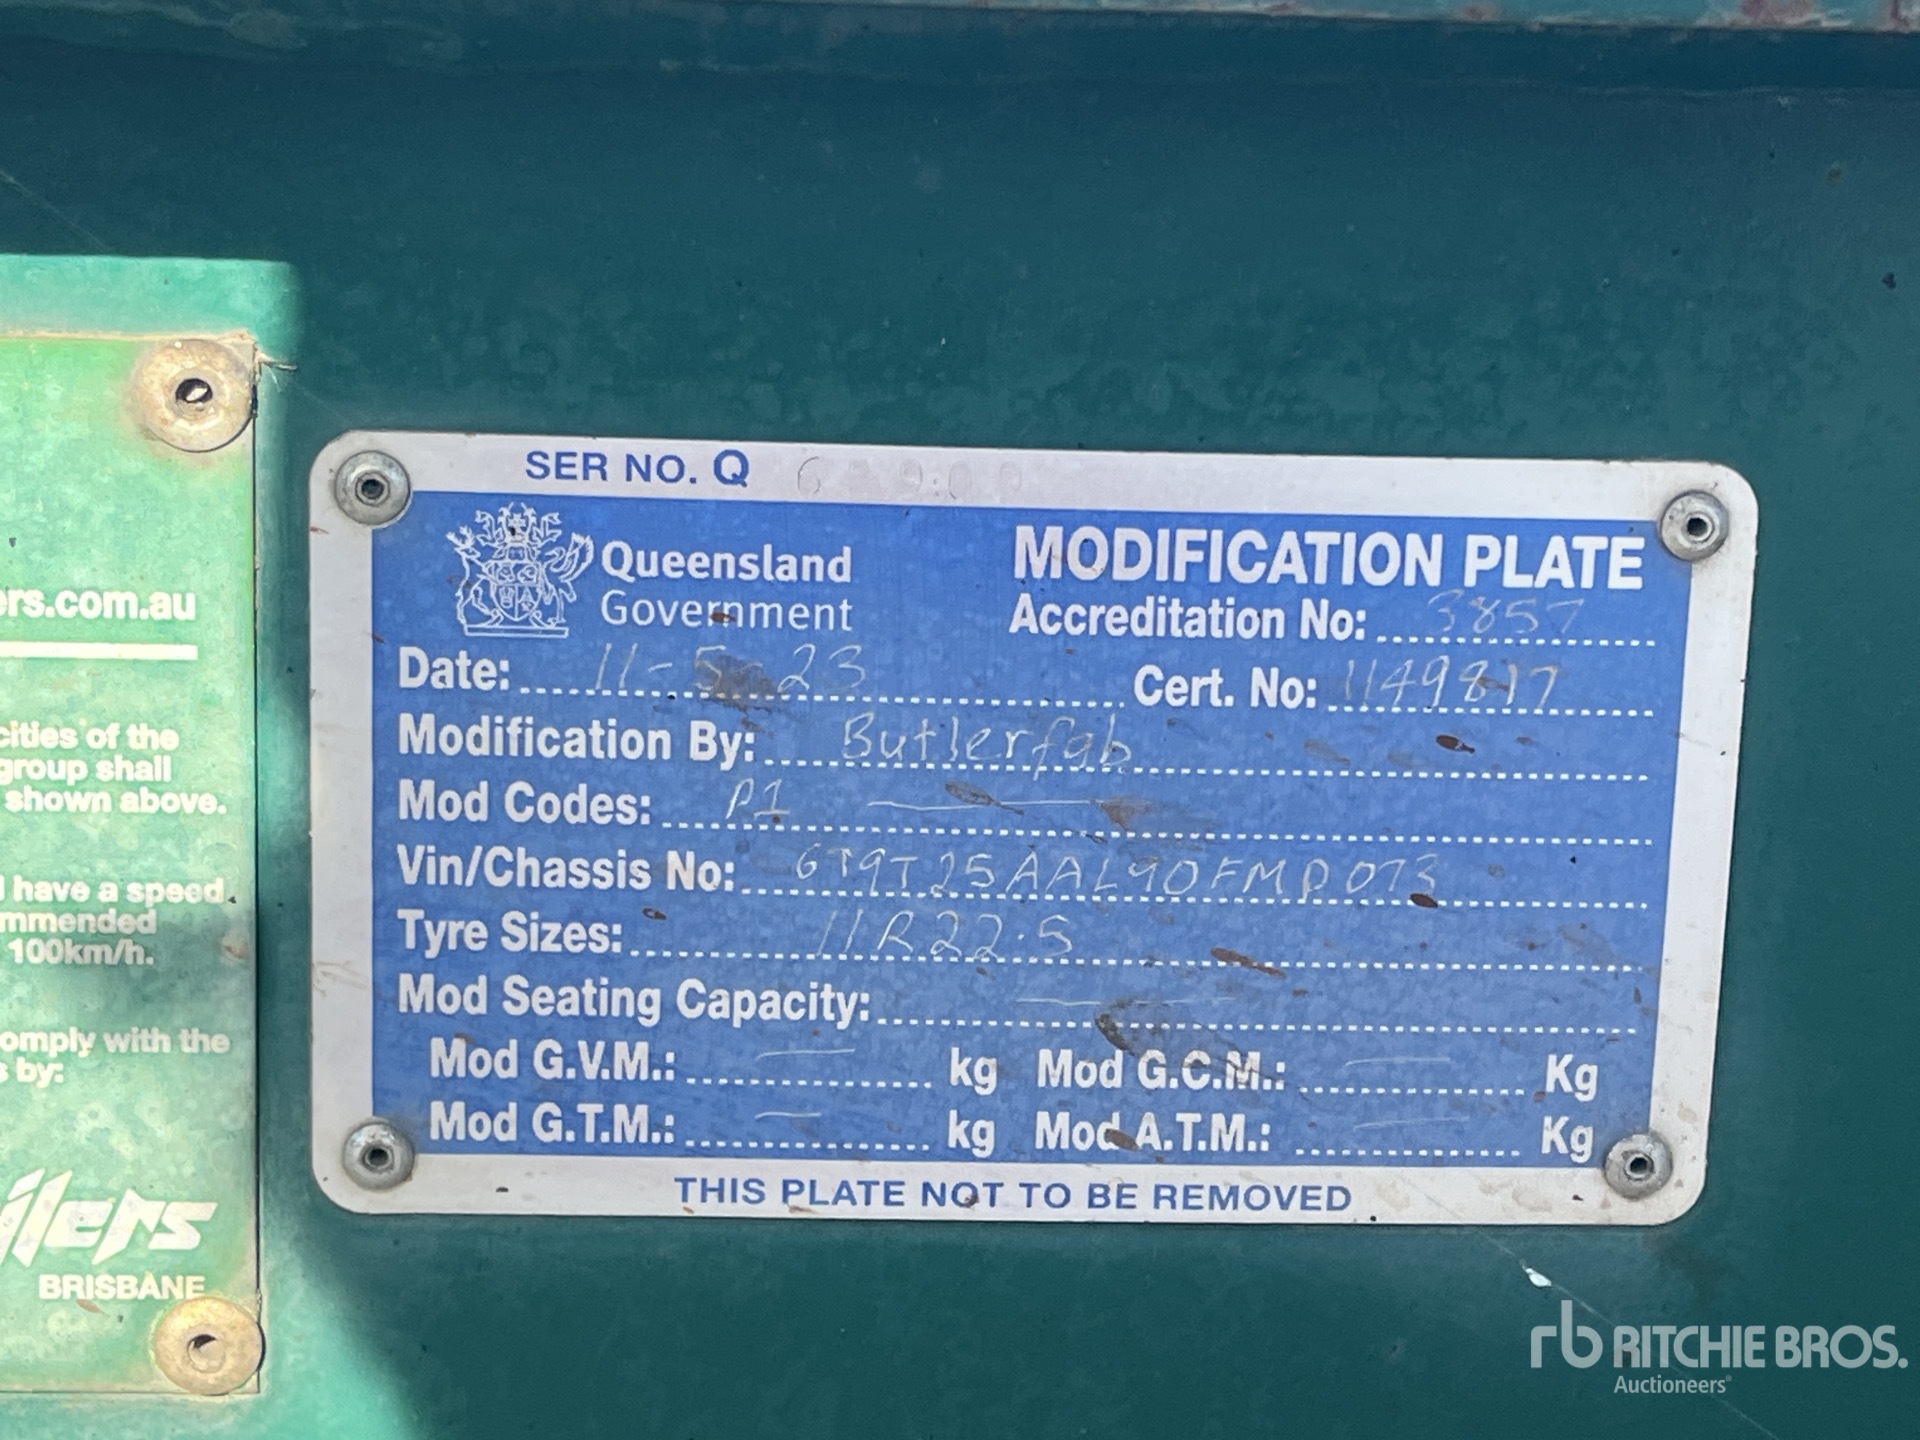 SER NO. Q
Queensland
Government
MODIFICATION PLATE
Accreditation No: 3857
Date: 11-5-23 Cert. No: 1149817
Modification By: Butlerfab
Mod Codes: P1 —
Vin/Chassis No: 6T9T25AAL90FMD073
Tyre Sizes: 11R22.5
Mod Seating Capacity: —
Mod G.V.M.: — kg Mod G.C.M.: — Kg
Mod G.T.M.: — kg Mod A.T.M.: — Kg
THIS PLATE NOT TO BE REMOVED
ers.com.au
cities of the
group shall
shown above.
have a speed
mmended
100km/h.
omply with the
s by:
ilers
BRISBANE
rb RITCHIE BROS.
Auctioneers